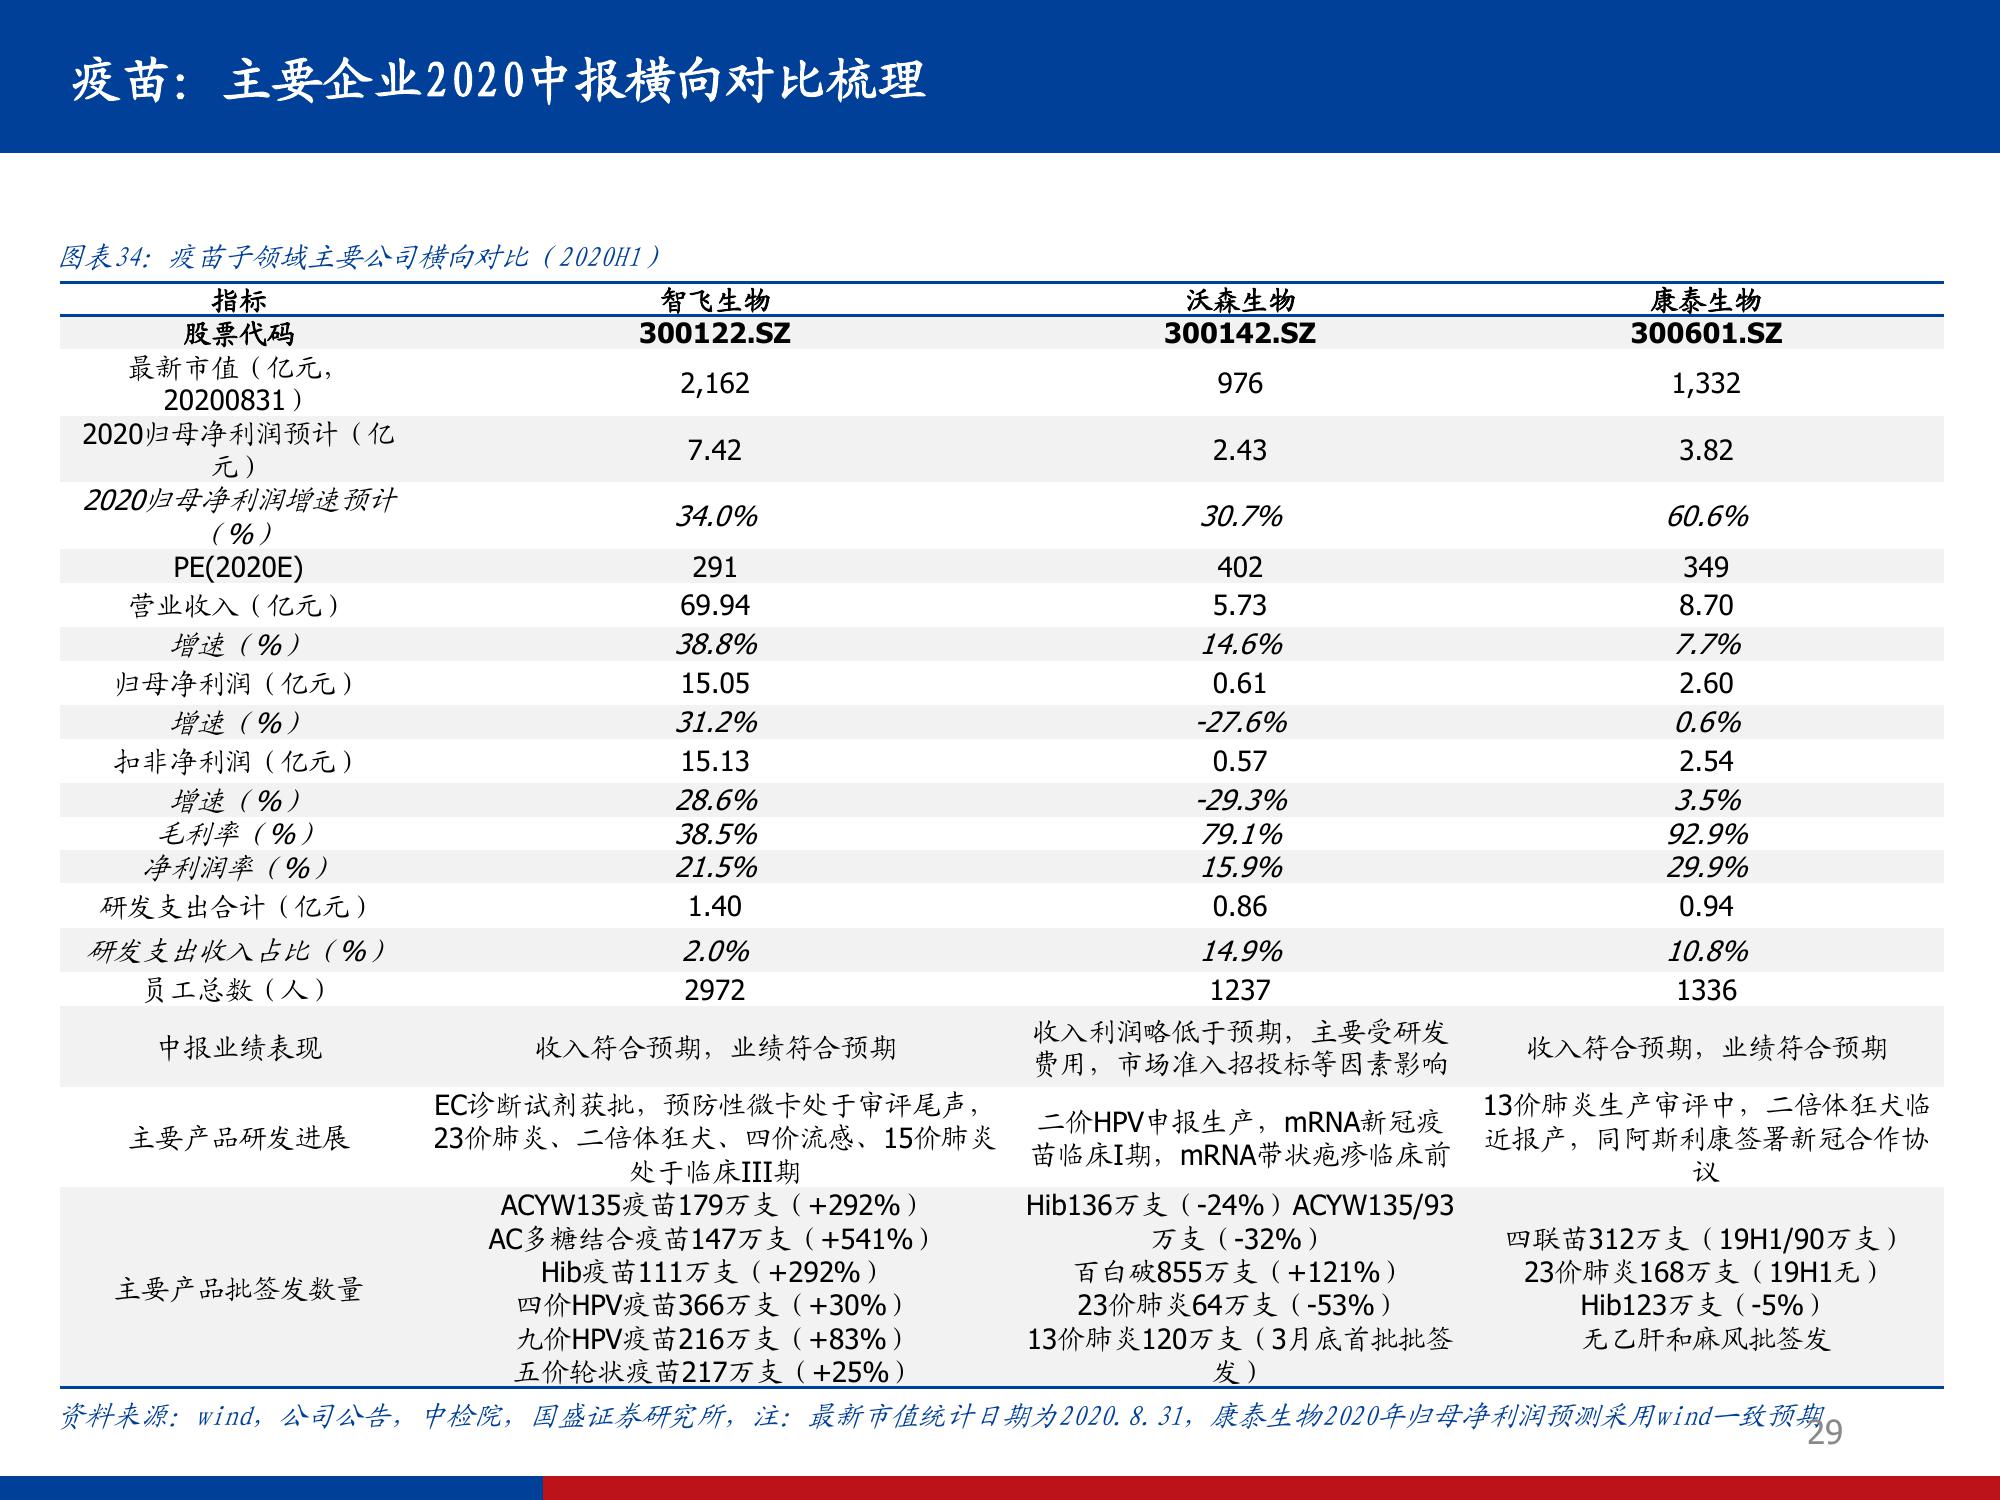 疫苗：主要企业2020中报横向对比梳理
图表34：疫苗子领域主要公司横向对比（2020H1）
指标 智飞生物 沃森生物 康泰生物
股票代码 300122.SZ 300142.SZ 300601.SZ
最新市值（亿元，
20200831） 2,162 976 1,332
2020归母净利润预计（亿
元） 7.42 2.43 3.82
2020归母净利润增速预计
（%） 34.0% 30.7% 60.6%
PE(2020E) 291 402 349
营业收入（亿元） 69.94 5.73 8.70
增速（%） 38.8% 14.6% 7.7%
归母净利润（亿元） 15.05 0.61 2.60
增速（%） 31.2% -27.6% 0.6%
扣非净利润（亿元） 15.13 0.57 2.54
增速（%） 28.6% -29.3% 3.5%
毛利率（%） 38.5% 79.1% 92.9%
净利润率（%） 21.5% 15.9% 29.9%
研发支出合计（亿元） 1.40 0.86 0.94
研发支出收入占比（%） 2.0% 14.9% 10.8%
员工总数（人） 2972 1237 1336
中报业绩表现
收入符合预期，业绩符合预期
收入利润略低于预期，主要受研发
费用，市场准入招投标等因素影响
收入符合预期，业绩符合预期
主要产品研发进展
EC诊断试剂获批，预防性微卡处于审评尾声，
23价肺炎、二倍体狂犬、四价流感、15价肺炎
处于临床III期
二价HPV申报生产，mRNA新冠疫
苗临床I期，mRNA带状疱疹临床前
13价肺炎生产审评中，二倍体狂犬临
近报产，同阿斯利康签署新冠合作协
议
主要产品批签发数量
ACYW135疫苗179万支（+292%）
AC多糖结合疫苗147万支（+541%）
Hib疫苗111万支（+292%）
四价HPV疫苗366万支（+30%）
九价HPV疫苗216万支（+83%）
五价轮状疫苗217万支（+25%）
Hib136万支（-24%）ACYW135/93
万支（-32%）
百白破855万支（+121%）
23价肺炎64万支（-53%）
13价肺炎120万支（3月底首批批签
发）
四联苗312万支（19H1/90万支）
23价肺炎168万支（19H1无）
Hib123万支（-5%）
无乙肝和麻风批签发
资料来源：wind，公司公告，中检院，国盛证券研究所，注：最新市值统计日期为2020.8.31，康泰生物2020年归母净利润预测采用wind一致预期
29